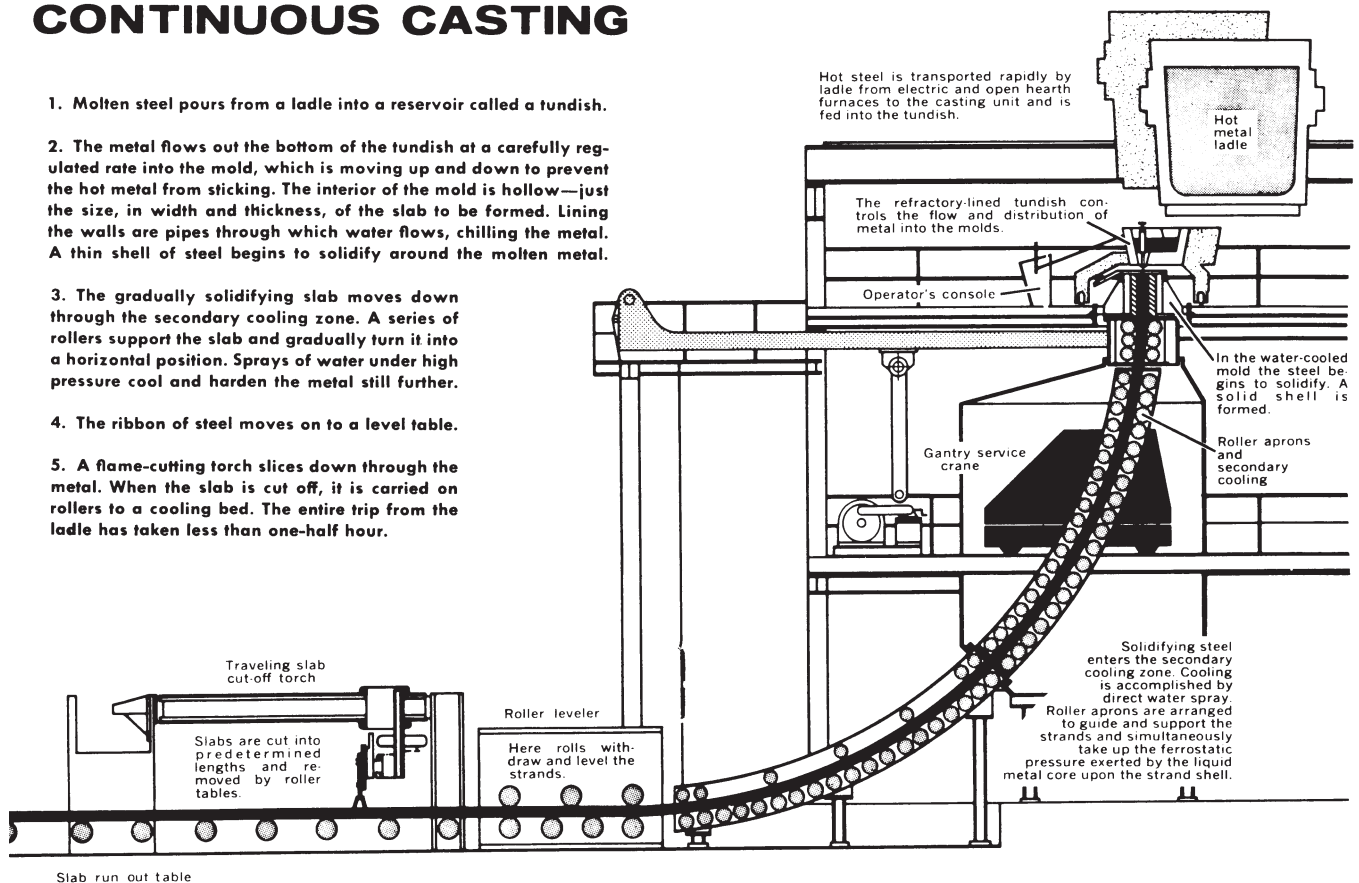 CONTINUOUS CASTING
1. Molten steel pours from a ladle into a reservoir called a tundish.
2. The metal flows out the bottom of the tundish at a carefully reg-
ulated rate into the mold, which is moving up and down to prevent
the hot metal from sticking. The interior of the mold is hollow—just
the size, in width and thickness, of the slab to be formed. Lining
the walls are pipes through which water flows, chilling the metal.
A thin shell of steel begins to solidify around the molten metal.
3. The gradually solidifying slab moves down
through the secondary cooling zone. A series of
rollers support the slab and gradually turn it into
a horizontal position. Sprays of water under high
pressure cool and harden the metal still further.
4. The ribbon of steel moves on to a level table.
5. A flame-cutting torch slices down through the
metal. When the slab is cut off, it is carried on
rollers to a cooling bed. The entire trip from the
ladle has taken less than one-half hour.
Hot steel is transported rapidly by
ladle from electric and open hearth
furnaces to the casting unit and is
fed into the tundish.
Hot
metal
ladle
The refractory-lined tundish con-
trols the flow and distribution of
metal into the molds.
Operator's console
In the water-cooled
mold the steel be-
gins to solidify. A
solid shell is
formed.
Roller aprons
and
secondary
cooling
Gantry service
crane
Solidifying steel
enters the secondary
cooling zone. Cooling
is accomplished by
direct water spray.
Roller aprons are arranged
to guide and support the
strands and simultaneously
take up the ferrostatic
pressure exerted by the liquid
metal core upon the strand shell.
Traveling slab
cut-off torch
Slabs are cut into
predetermined
lengths and re-
moved by roller
tables.
Roller leveler
Here rolls with-
draw and level the
strands.
Slab run out table